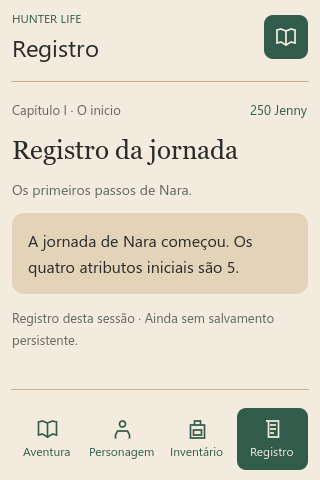 HUNTER LIFE
Registro
Capítulo I · O início
250 Jenny
Registro da jornada
Os primeiros passos de Nara.
A jornada de Nara começou. Os
quatro atributos iniciais são 5.
Registro desta sessão · Ainda sem salvamento
persistente.
Aventura
Personagem
Inventário
Registro